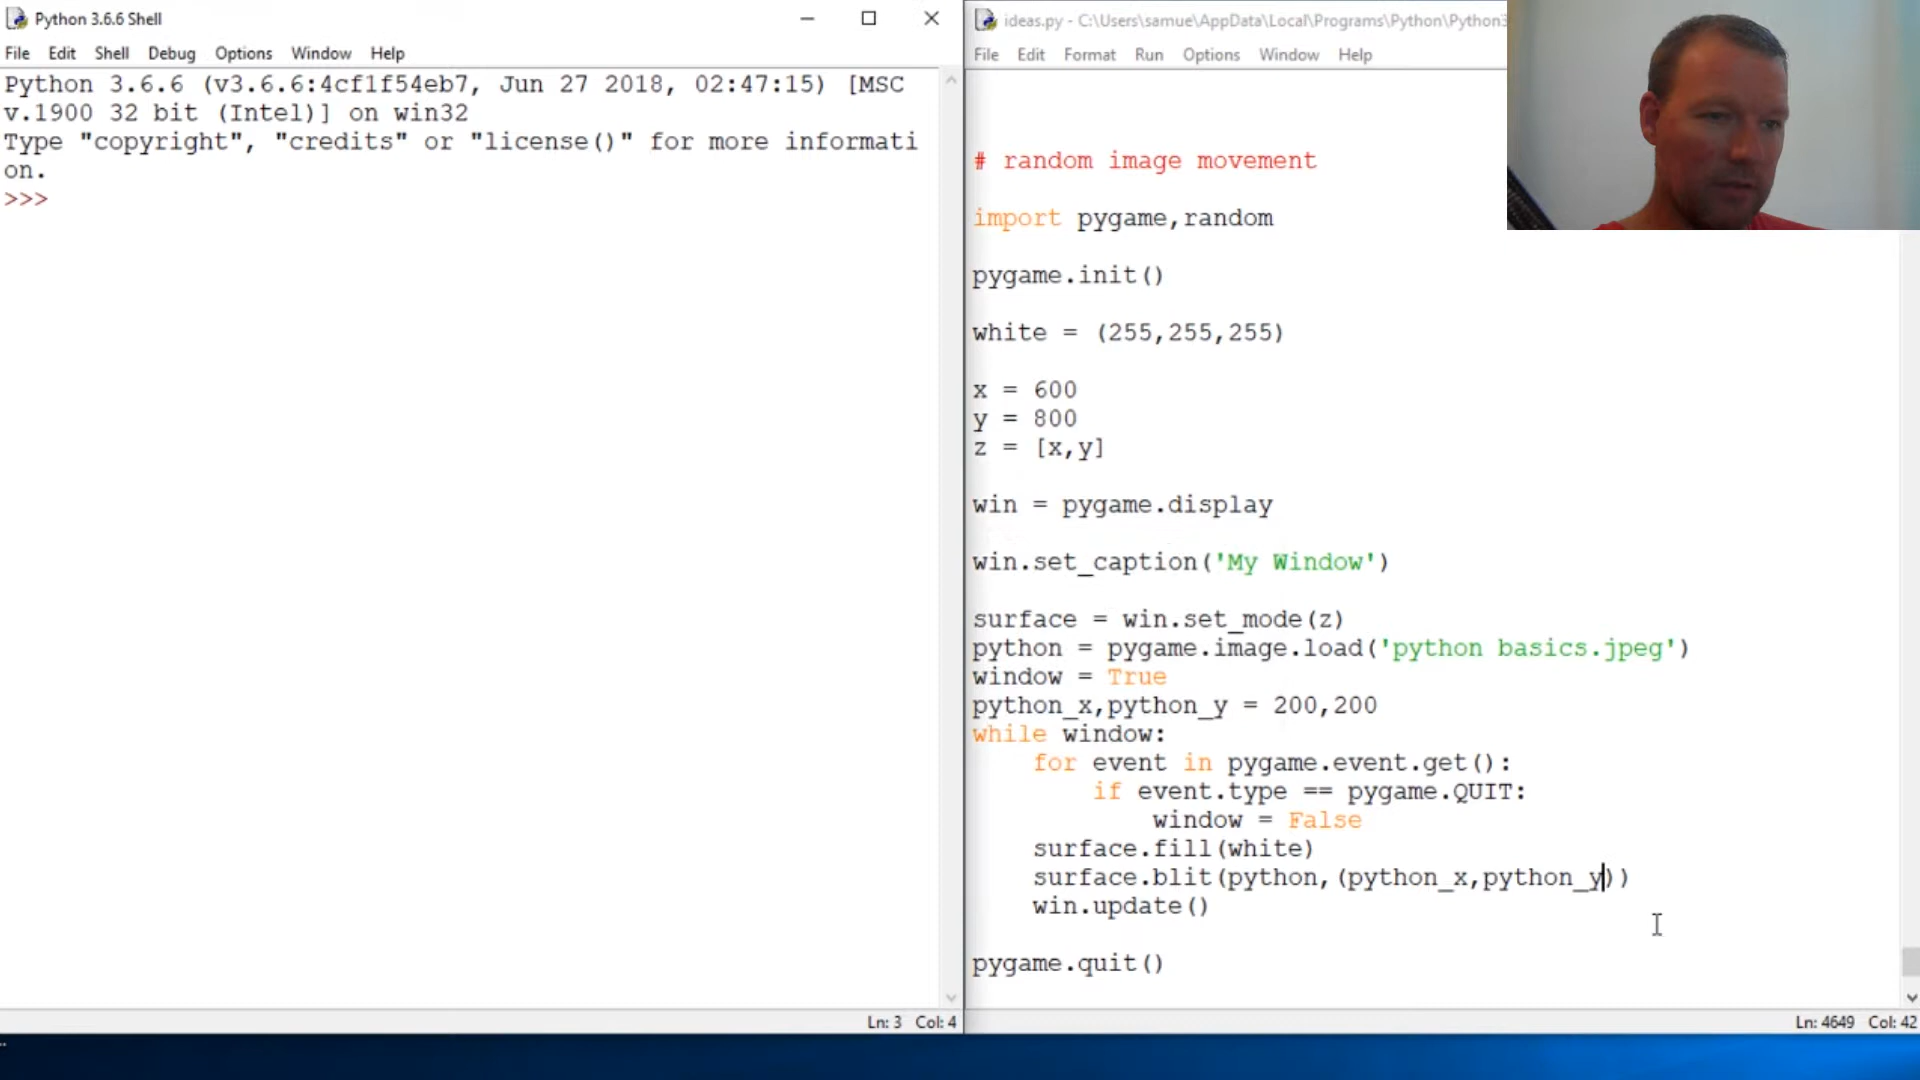 Python 3.6.6 Shell
File Edit Shell Debug Options Window Help
Python 3.6.6 (v3.6.6:4cf1f54eb7, Jun 27 2018, 02:47:15) [MSC
v.1900 32 bit (Intel)] on win32
Type "copyright", "credits" or "license()" for more informati
on.
>>>
Ln: 3 Col: 4
ideas.py - C:\Users\samue\AppData\Local\Programs\Python\Python3
File Edit Format Run Options Window Help
# random image movement
import pygame,random
pygame.init()
white = (255,255,255)
x = 600
y = 800
z = [x,y]
win = pygame.display
win.set_caption('My Window')
surface = win.set_mode(z)
python = pygame.image.load('python basics.jpeg')
window = True
python_x,python_y = 200,200
while window:
    for event in pygame.event.get():
        if event.type == pygame.QUIT:
            window = False
    surface.fill(white)
    surface.blit(python,(python_x,python_y))
    win.update()
pygame.quit()
Ln: 4649 Col: 42